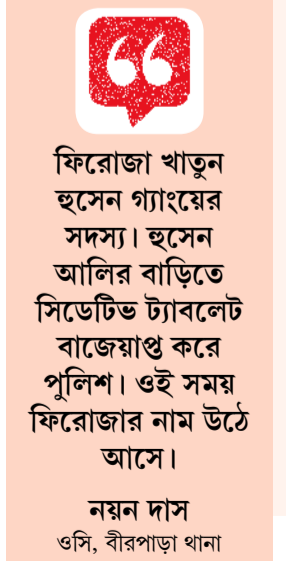 ফিরোজা খাতুন
হুসেন গ্যাংয়ের
সদস্য। হুসেন
আলির বাড়িতে
সিডেটিভ ট্যাবলেট
বাজেয়াপ্ত করে
পুলিশ। ওই সময়
ফিরোজার নাম উঠে
আসে।
নয়ন দাস
ওসি, বীরপাড়া থানা